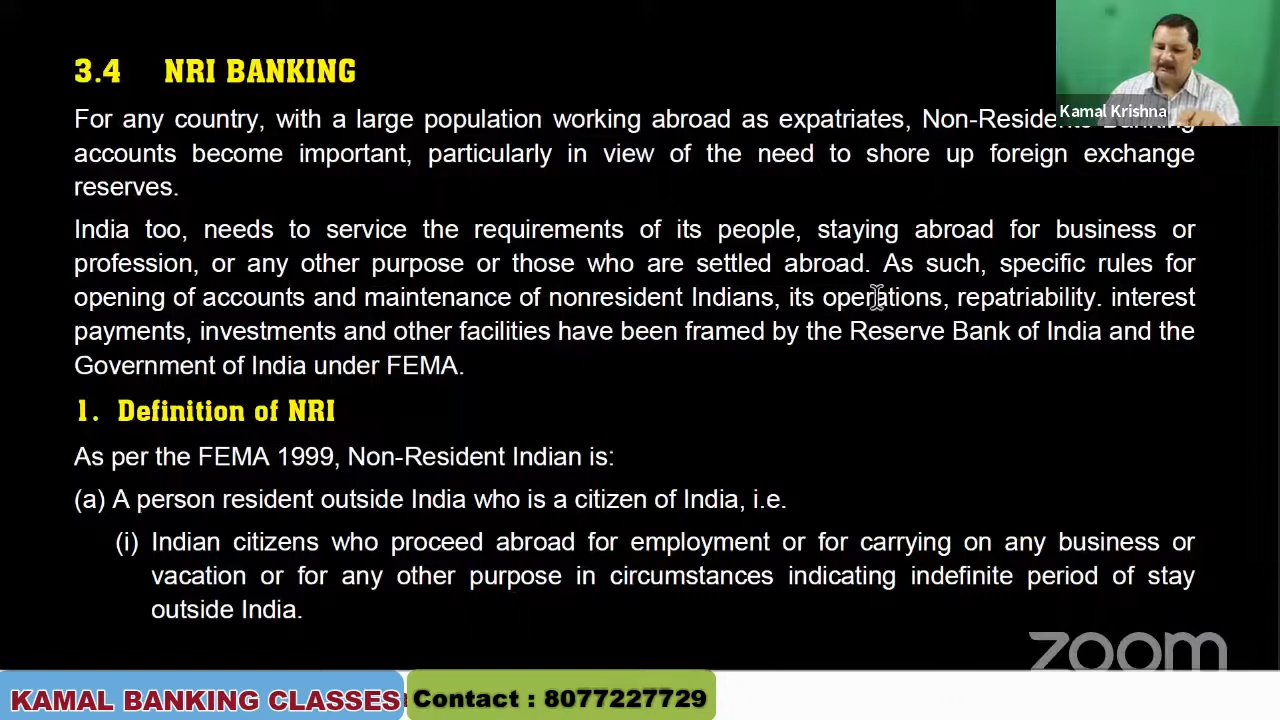 3.4 NRI BANKING
Kamal Krishna
For any country, with a large population working abroad as expatriates, Non-Residents Banking
accounts become important, particularly in view of the need to shore up foreign exchange
reserves.
India too, needs to service the requirements of its people, staying abroad for business or
profession, or any other purpose or those who are settled abroad. As such, specific rules for
opening of accounts and maintenance of nonresident Indians, its operations, repatriability. interest
payments, investments and other facilities have been framed by the Reserve Bank of India and the
Government of India under FEMA.
1. Definition of NRI
As per the FEMA 1999, Non-Resident Indian is:
(a) A person resident outside India who is a citizen of India, i.e.
(i) Indian citizens who proceed abroad for employment or for carrying on any business or
vacation or for any other purpose in circumstances indicating indefinite period of stay
outside India.
zoom
KAMAL BANKING CLASSES Contact : 8077227729